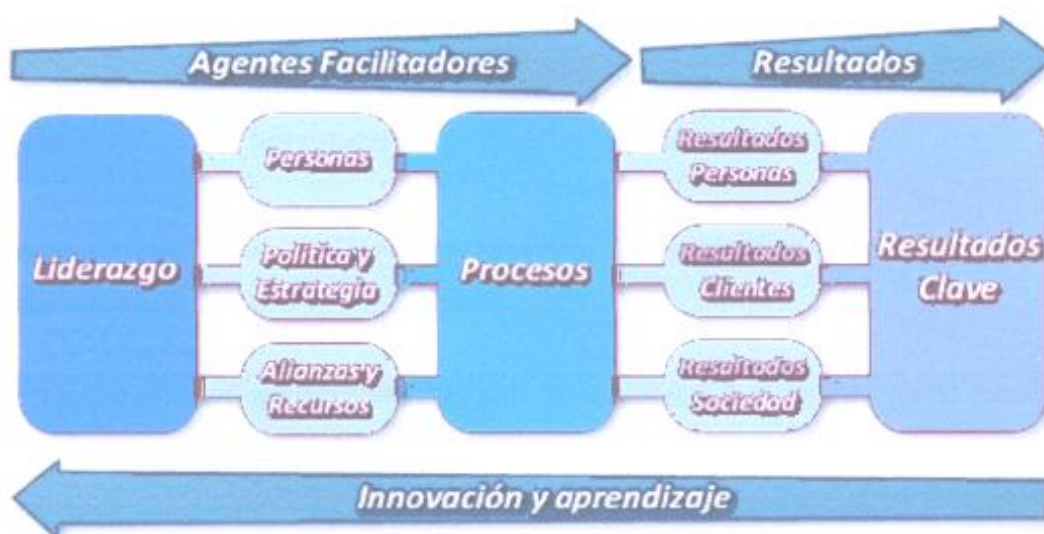 Agentes Facilitadores
Resultados
Liderazgo
Personas
Política y
Estrategia
Alianzas y
Recursos
Procesos
Resultados
Personas
Resultados
Clientes
Resultados
Sociedad
Resultados
Clave
Innovación y aprendizaje